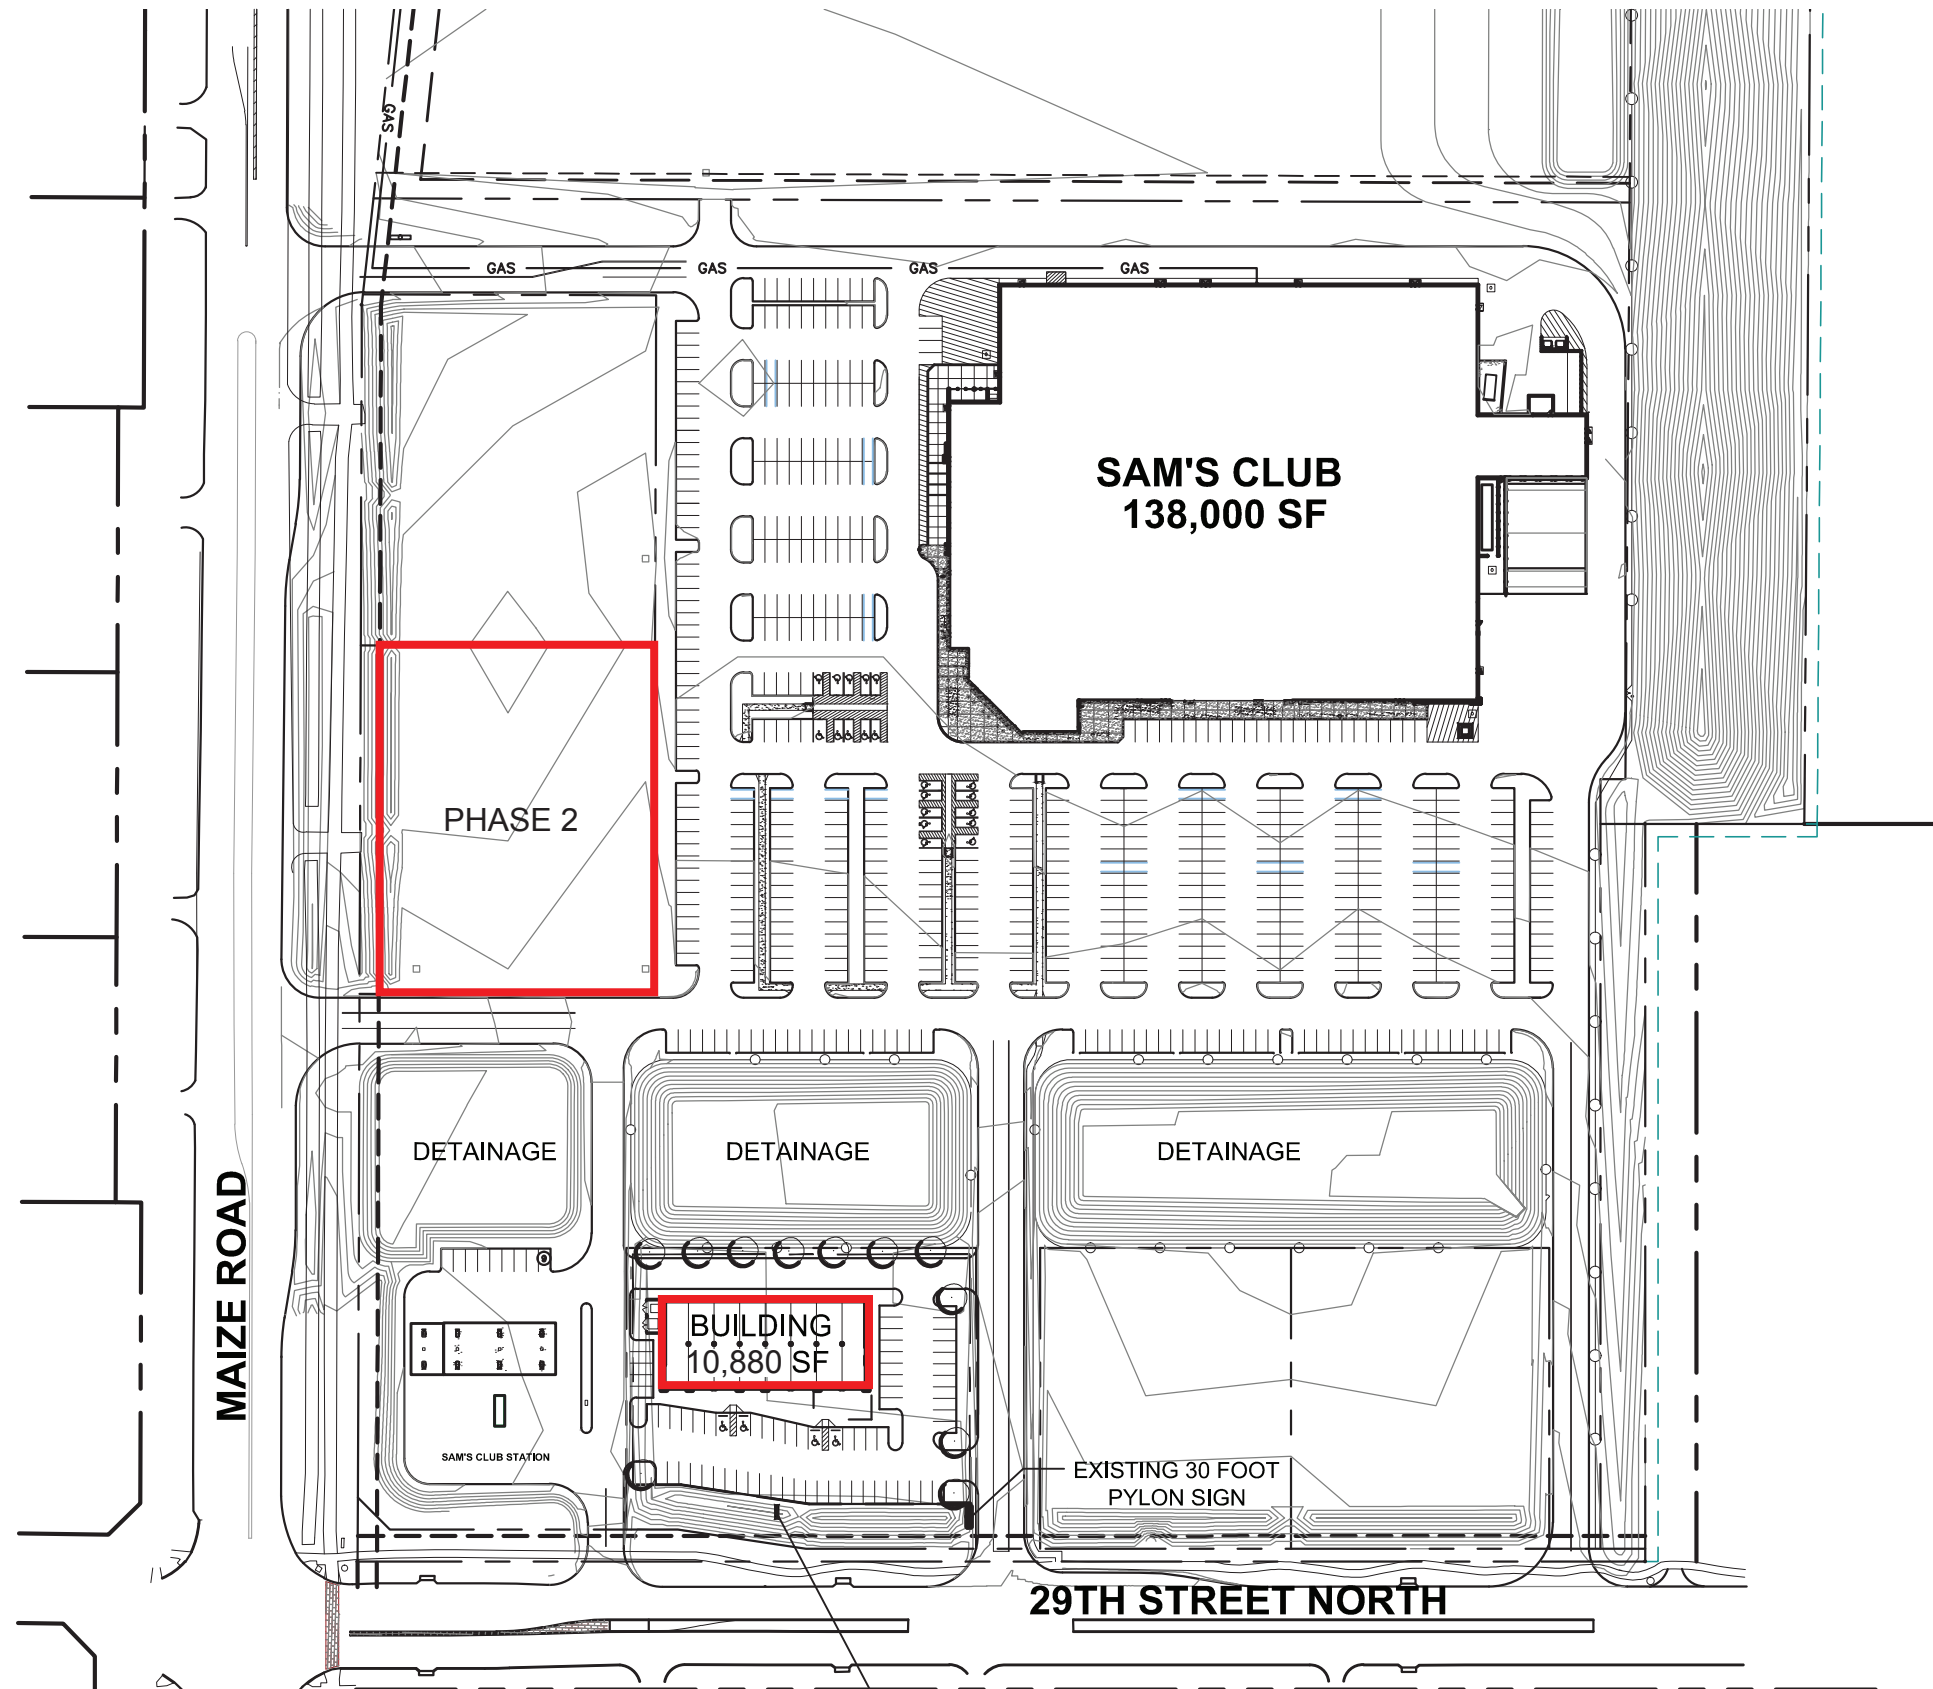 GAS
GAS
GAS
GAS
GAS
SAM'S CLUB
138,000 SF
PHASE 2
DETAINAGE
DETAINAGE
DETAINAGE
MAIZE ROAD
BUILDING
10,880 SF
SAM'S CLUB STATION
EXISTING 30 FOOT
PYLON SIGN
29TH STREET NORTH